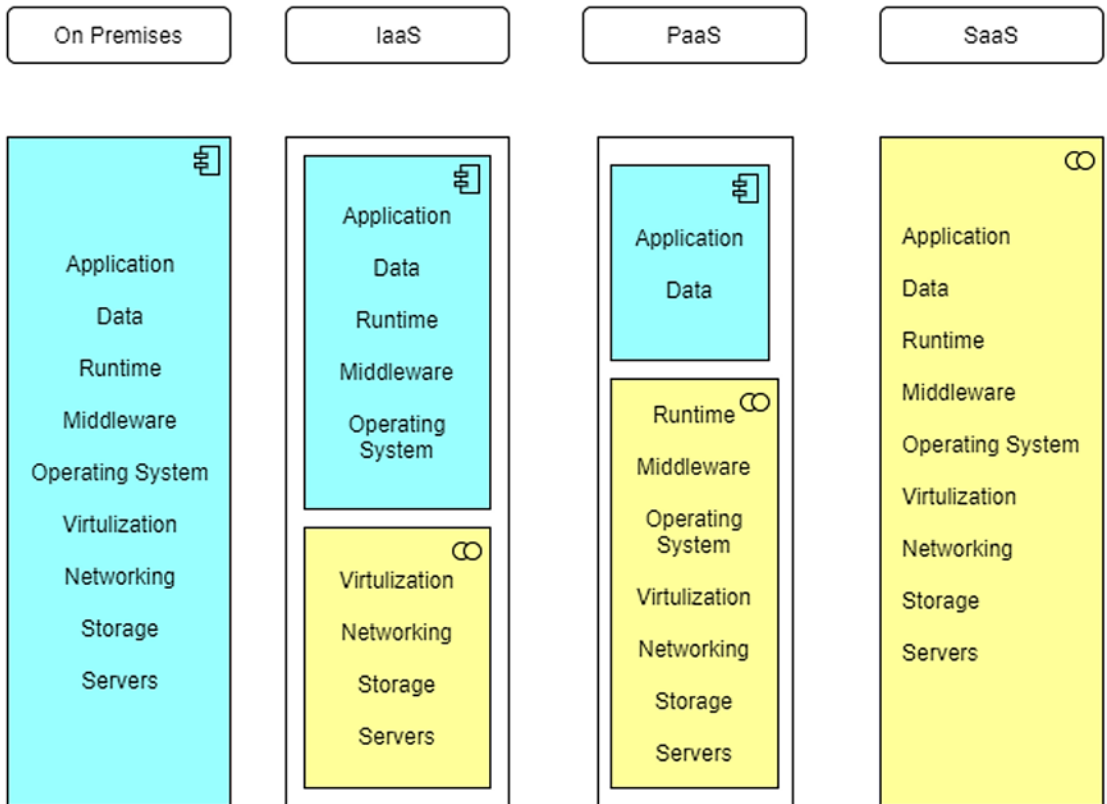 On Premises
IaaS
PaaS
SaaS
Application
Data
Runtime
Middleware
Operating System
Virtulization
Networking
Storage
Servers
Application
Data
Runtime
Middleware
Operating
System
Virtulization
Networking
Storage
Servers
Application
Data
Runtime
Middleware
Operating
System
Virtulization
Networking
Storage
Servers
Application
Data
Runtime
Middleware
Operating System
Virtulization
Networking
Storage
Servers